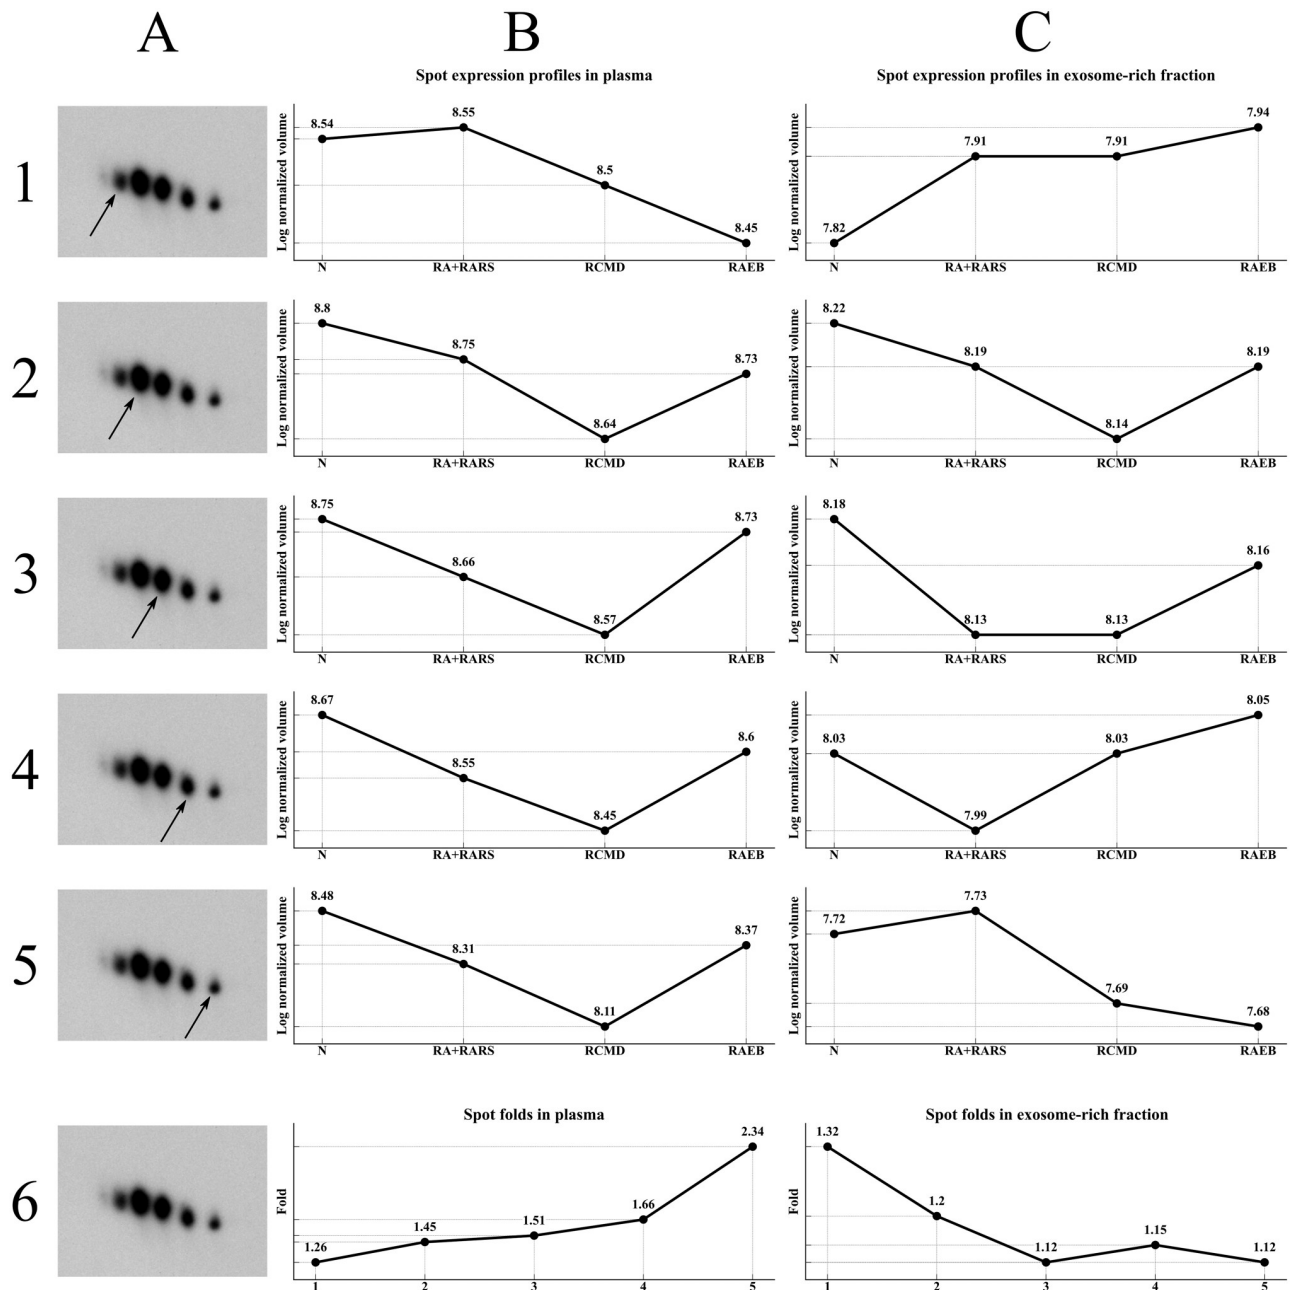 A B C
Spot expression profiles in plasma
Spot expression profiles in exosome-rich fraction
1
Log normalized volume
8.54 8.55 8.5 8.45
N RA+RARS RCMD RAEB
Log normalized volume
7.82 7.91 7.91 7.94
N RA+RARS RCMD RAEB
2
Log normalized volume
8.8 8.75 8.64 8.73
N RA+RARS RCMD RAEB
Log normalized volume
8.22 8.19 8.14 8.19
N RA+RARS RCMD RAEB
3
Log normalized volume
8.75 8.66 8.57 8.73
N RA+RARS RCMD RAEB
Log normalized volume
8.18 8.13 8.13 8.16
N RA+RARS RCMD RAEB
4
Log normalized volume
8.67 8.55 8.45 8.6
N RA+RARS RCMD RAEB
Log normalized volume
8.03 7.99 8.03 8.05
N RA+RARS RCMD RAEB
5
Log normalized volume
8.48 8.31 8.11 8.37
N RA+RARS RCMD RAEB
Log normalized volume
7.72 7.73 7.69 7.68
N RA+RARS RCMD RAEB
6
Spot folds in plasma
Fold
1.26 1.45 1.51 1.66 2.34
1 2 3 4 5
Spot folds in exosome-rich fraction
Fold
1.32 1.2 1.12 1.15 1.12
1 2 3 4 5